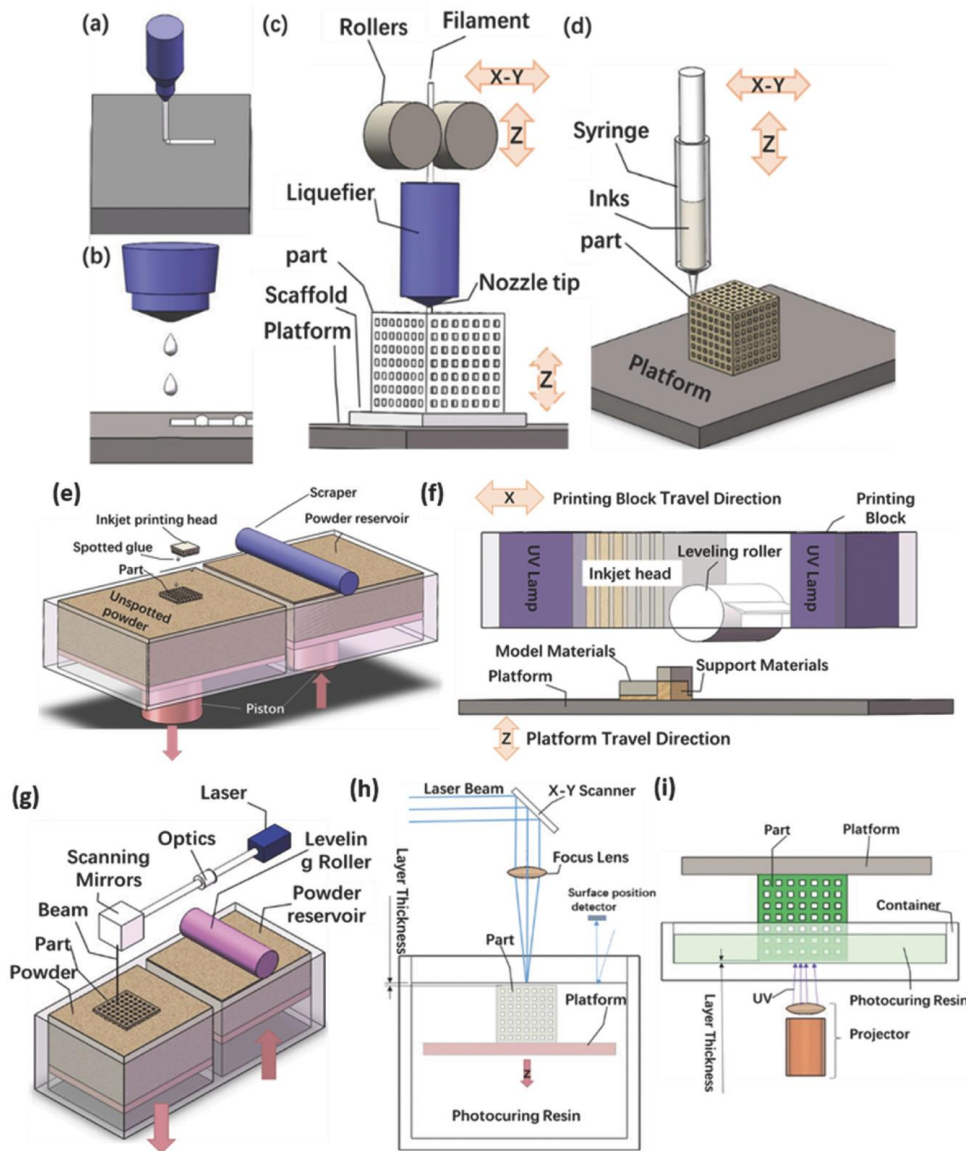 (a)
(b)
(c)
Rollers
Filament
X-Y
Z
Liquefier
part
Nozzle tip
Scaffold
Platform
Z
(d)
X-Y
Z
Syringe
Inks
part
Platform
(e)
Scraper
Inkjet printing head
Powder reservoir
Spotted glue
Part
Unspotted
powder
Piston
(f)
X
Printing Block Travel Direction
Printing
Block
UV Lamp
Inkjet head
Leveling roller
UV Lamp
Model Materials
Support Materials
Platform
Z
Platform Travel Direction
(g)
Laser
Optics
Levelin
g Roller
Scanning
Mirrors
Powder
reservoir
Beam
Part
Powder
(h)
Laser Beam
X-Y Scanner
Focus Lens
Layer Thickness
Surface position
detector
Part
Platform
Z
Photocuring Resin
(i)
Part
Platform
Container
UV
Photocuring Resin
Layer Thickness
Projector